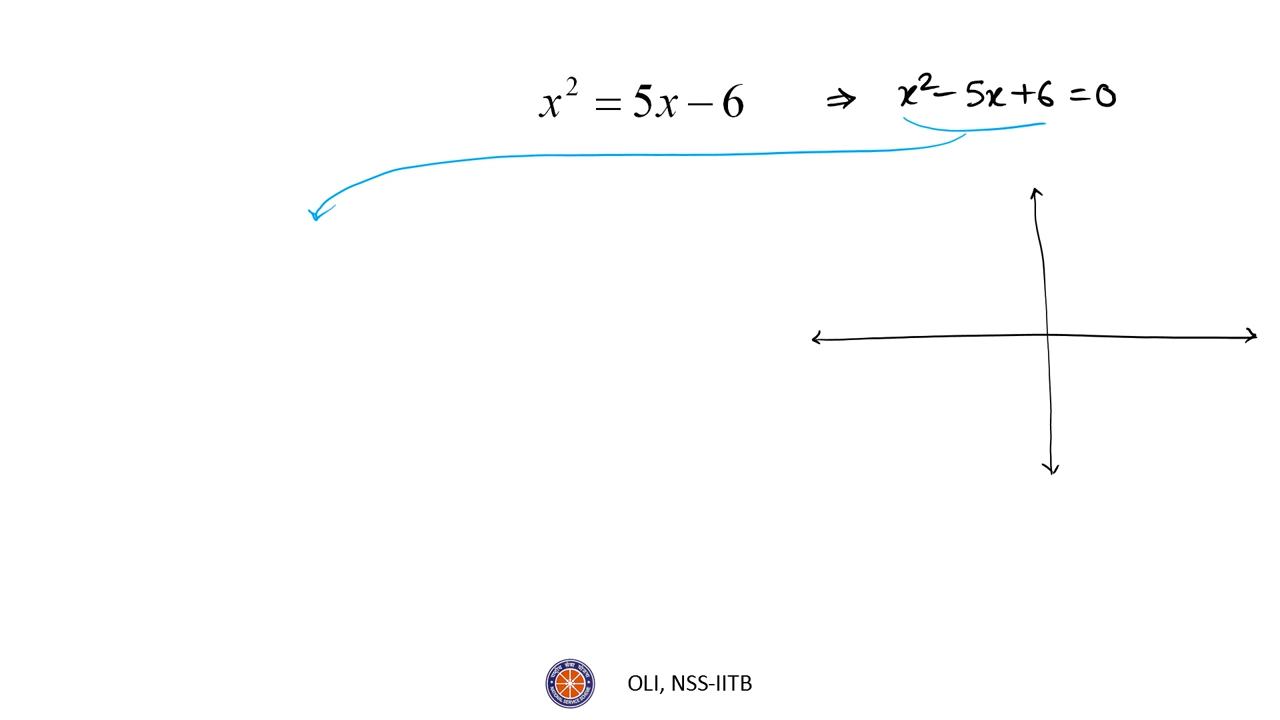 x² = 5x − 6 ⇒ x² − 5x + 6 = 0
OLI, NSS-IITB